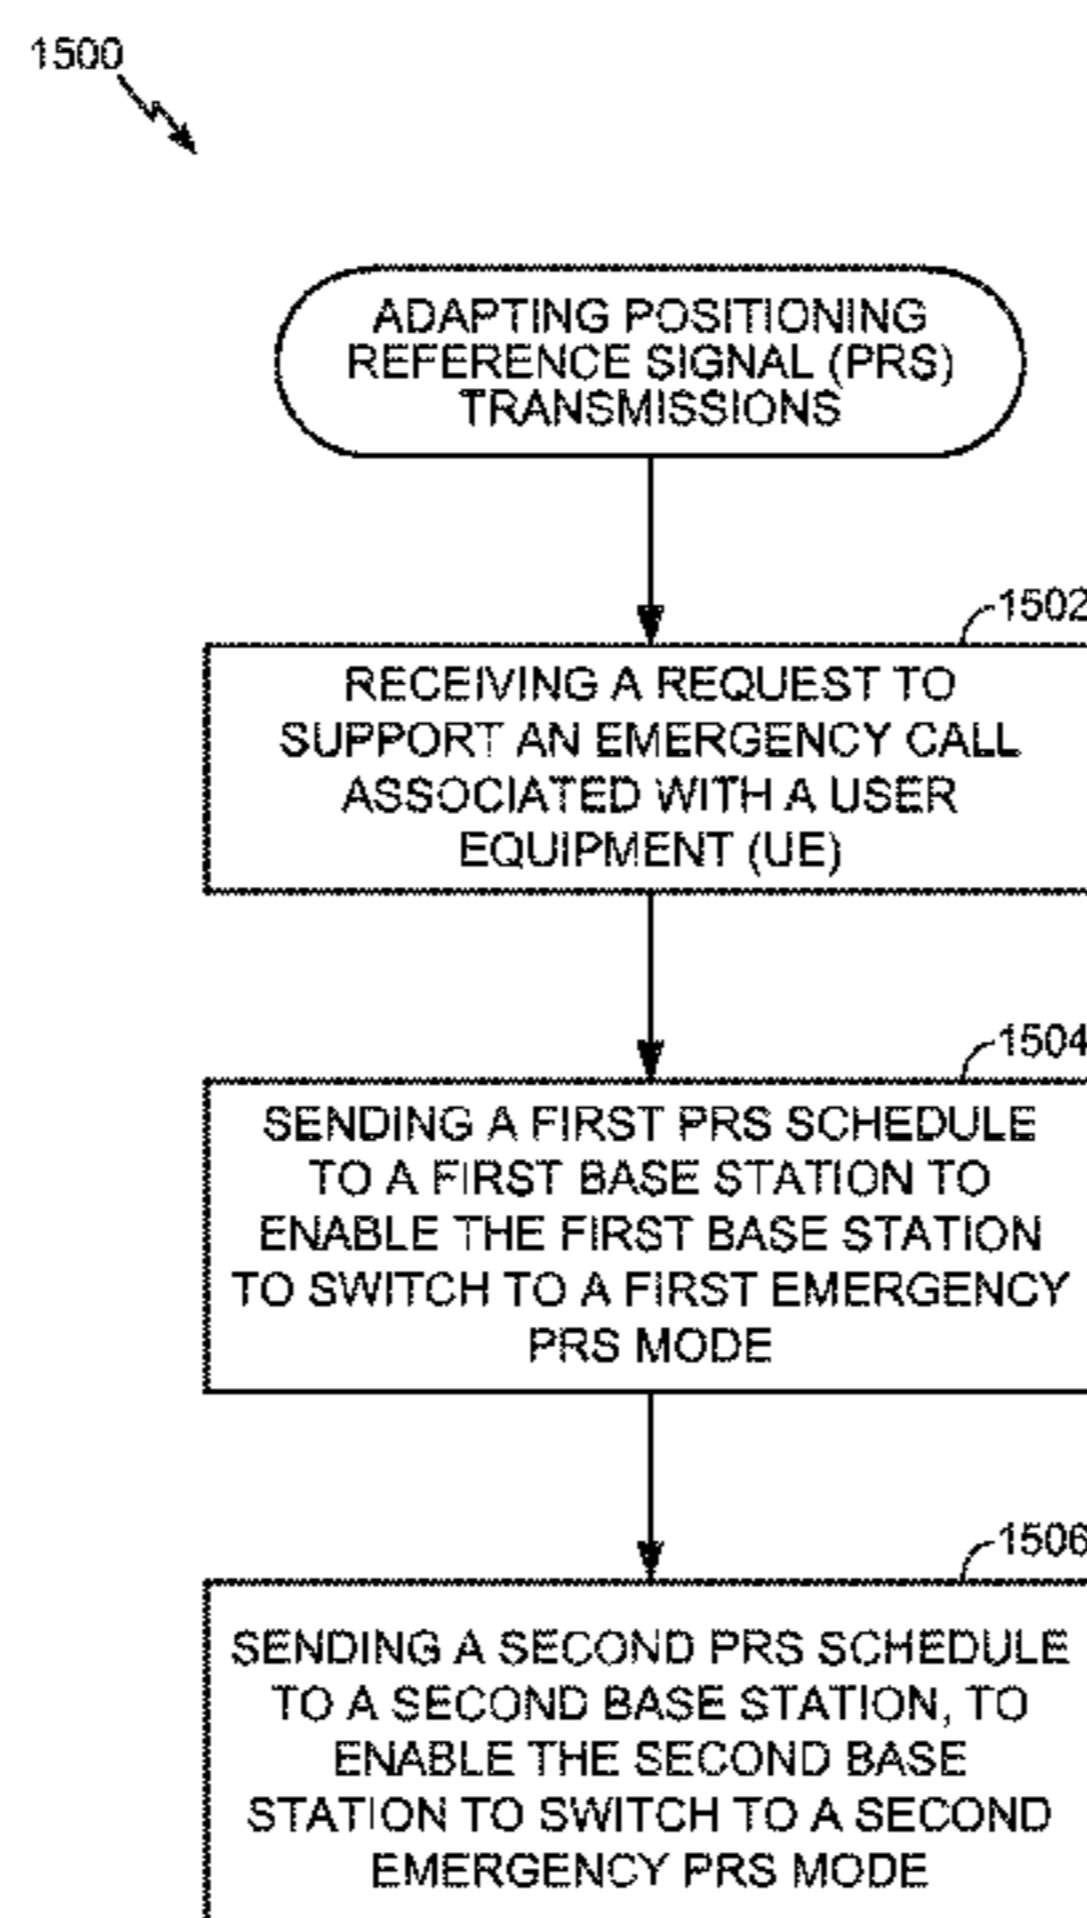 1500
ADAPTING POSITIONING
REFERENCE SIGNAL (PRS)
TRANSMISSIONS
1502
RECEIVING A REQUEST TO
SUPPORT AN EMERGENCY CALL
ASSOCIATED WITH A USER
EQUIPMENT (UE)
1504
SENDING A FIRST PRS SCHEDULE
TO A FIRST BASE STATION TO
ENABLE THE FIRST BASE STATION
TO SWITCH TO A FIRST EMERGENCY
PRS MODE
1506
SENDING A SECOND PRS SCHEDULE
TO A SECOND BASE STATION, TO
ENABLE THE SECOND BASE
STATION TO SWITCH TO A SECOND
EMERGENCY PRS MODE